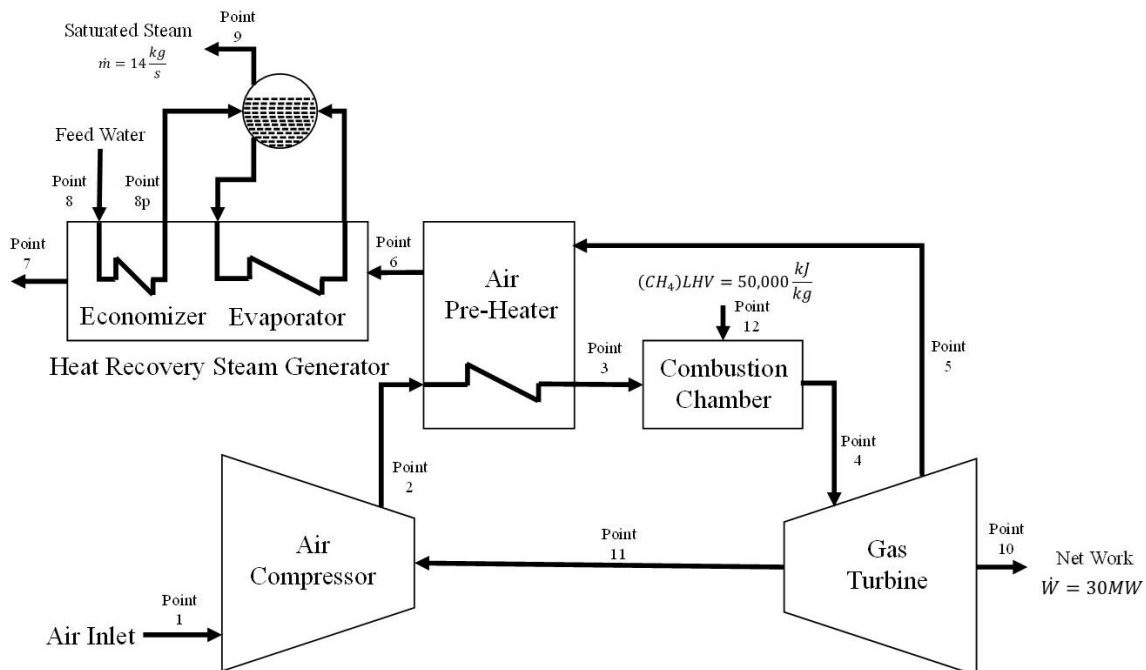 Saturated Steam
ṁ = 14 kg/s
Point
9
Feed Water
Point
8
Point
8p
Point
7
Economizer
Evaporator
Heat Recovery Steam Generator
Point
6
Air
Pre-Heater
(CH₄)LHV = 50,000 kJ/kg
Point
12
Point
3
Combustion
Chamber
Point
5
Point
4
Point
2
Air
Compressor
Point
11
Gas
Turbine
Point
10
Net Work
Ẇ = 30MW
Point
1
Air Inlet